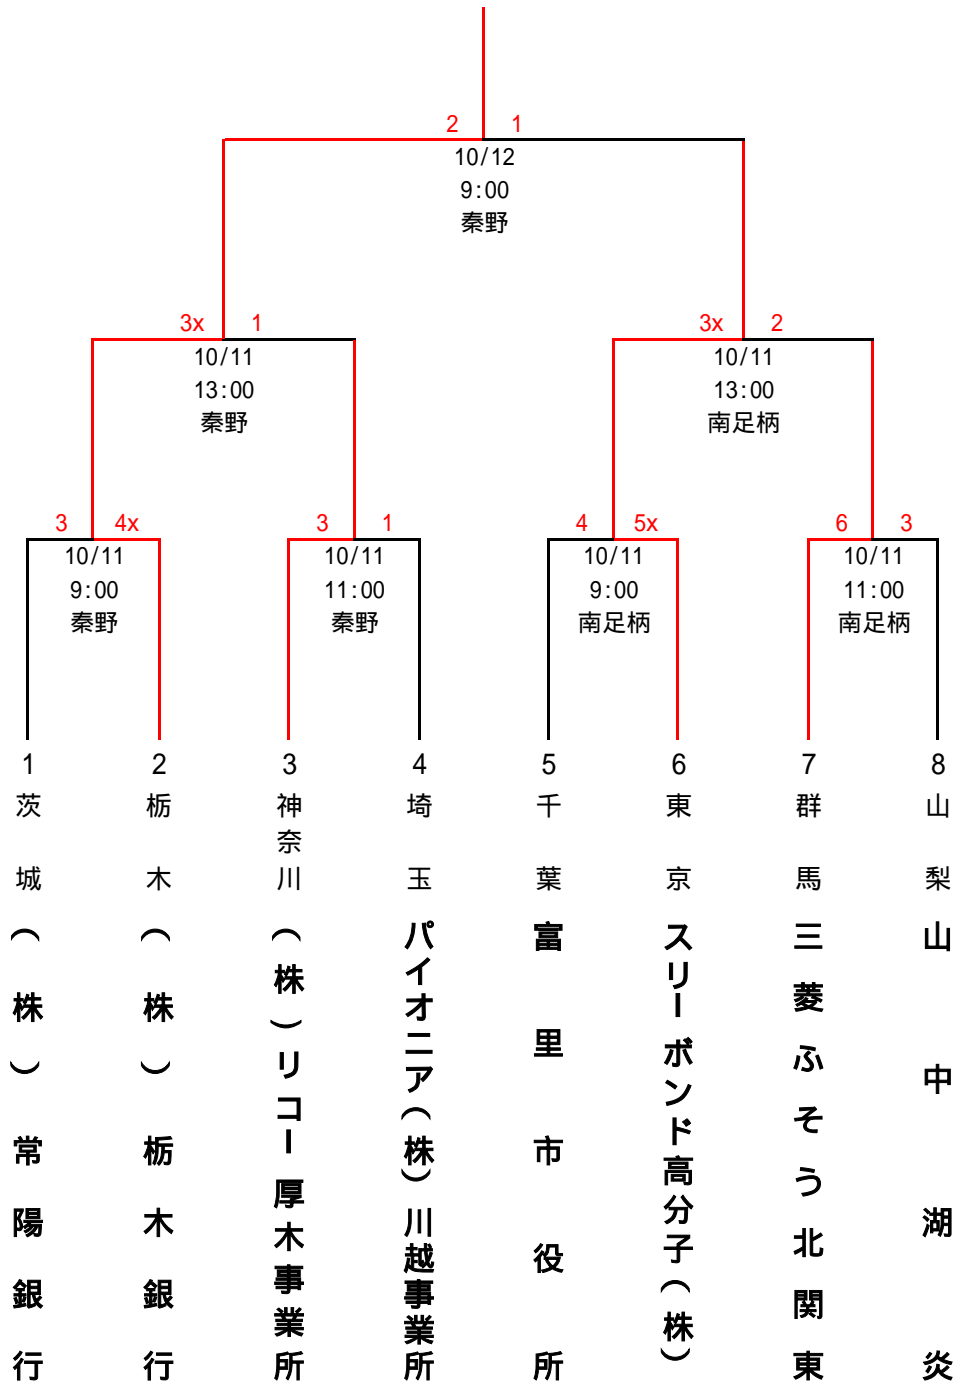 2 1
10/12
9:00
秦野
3x 1
10/11
13:00
秦野
3x 2
10/11
13:00
南足柄
3 4x
10/11
9:00
秦野
3 1
10/11
11:00
秦野
4 5x
10/11
9:00
南足柄
6 3
10/11
11:00
南足柄
1
茨城
(株)常陽銀行
2
栃木
(株)栃木銀行
3
神奈川
(株)リコー厚木事業所
4
埼玉
パイオニア(株)川越事業所
5
千葉
富里市役所
6
東京
スリーボンド高分子(株)
7
群馬
三菱ふそう北関東
8
山梨
山中湖炎